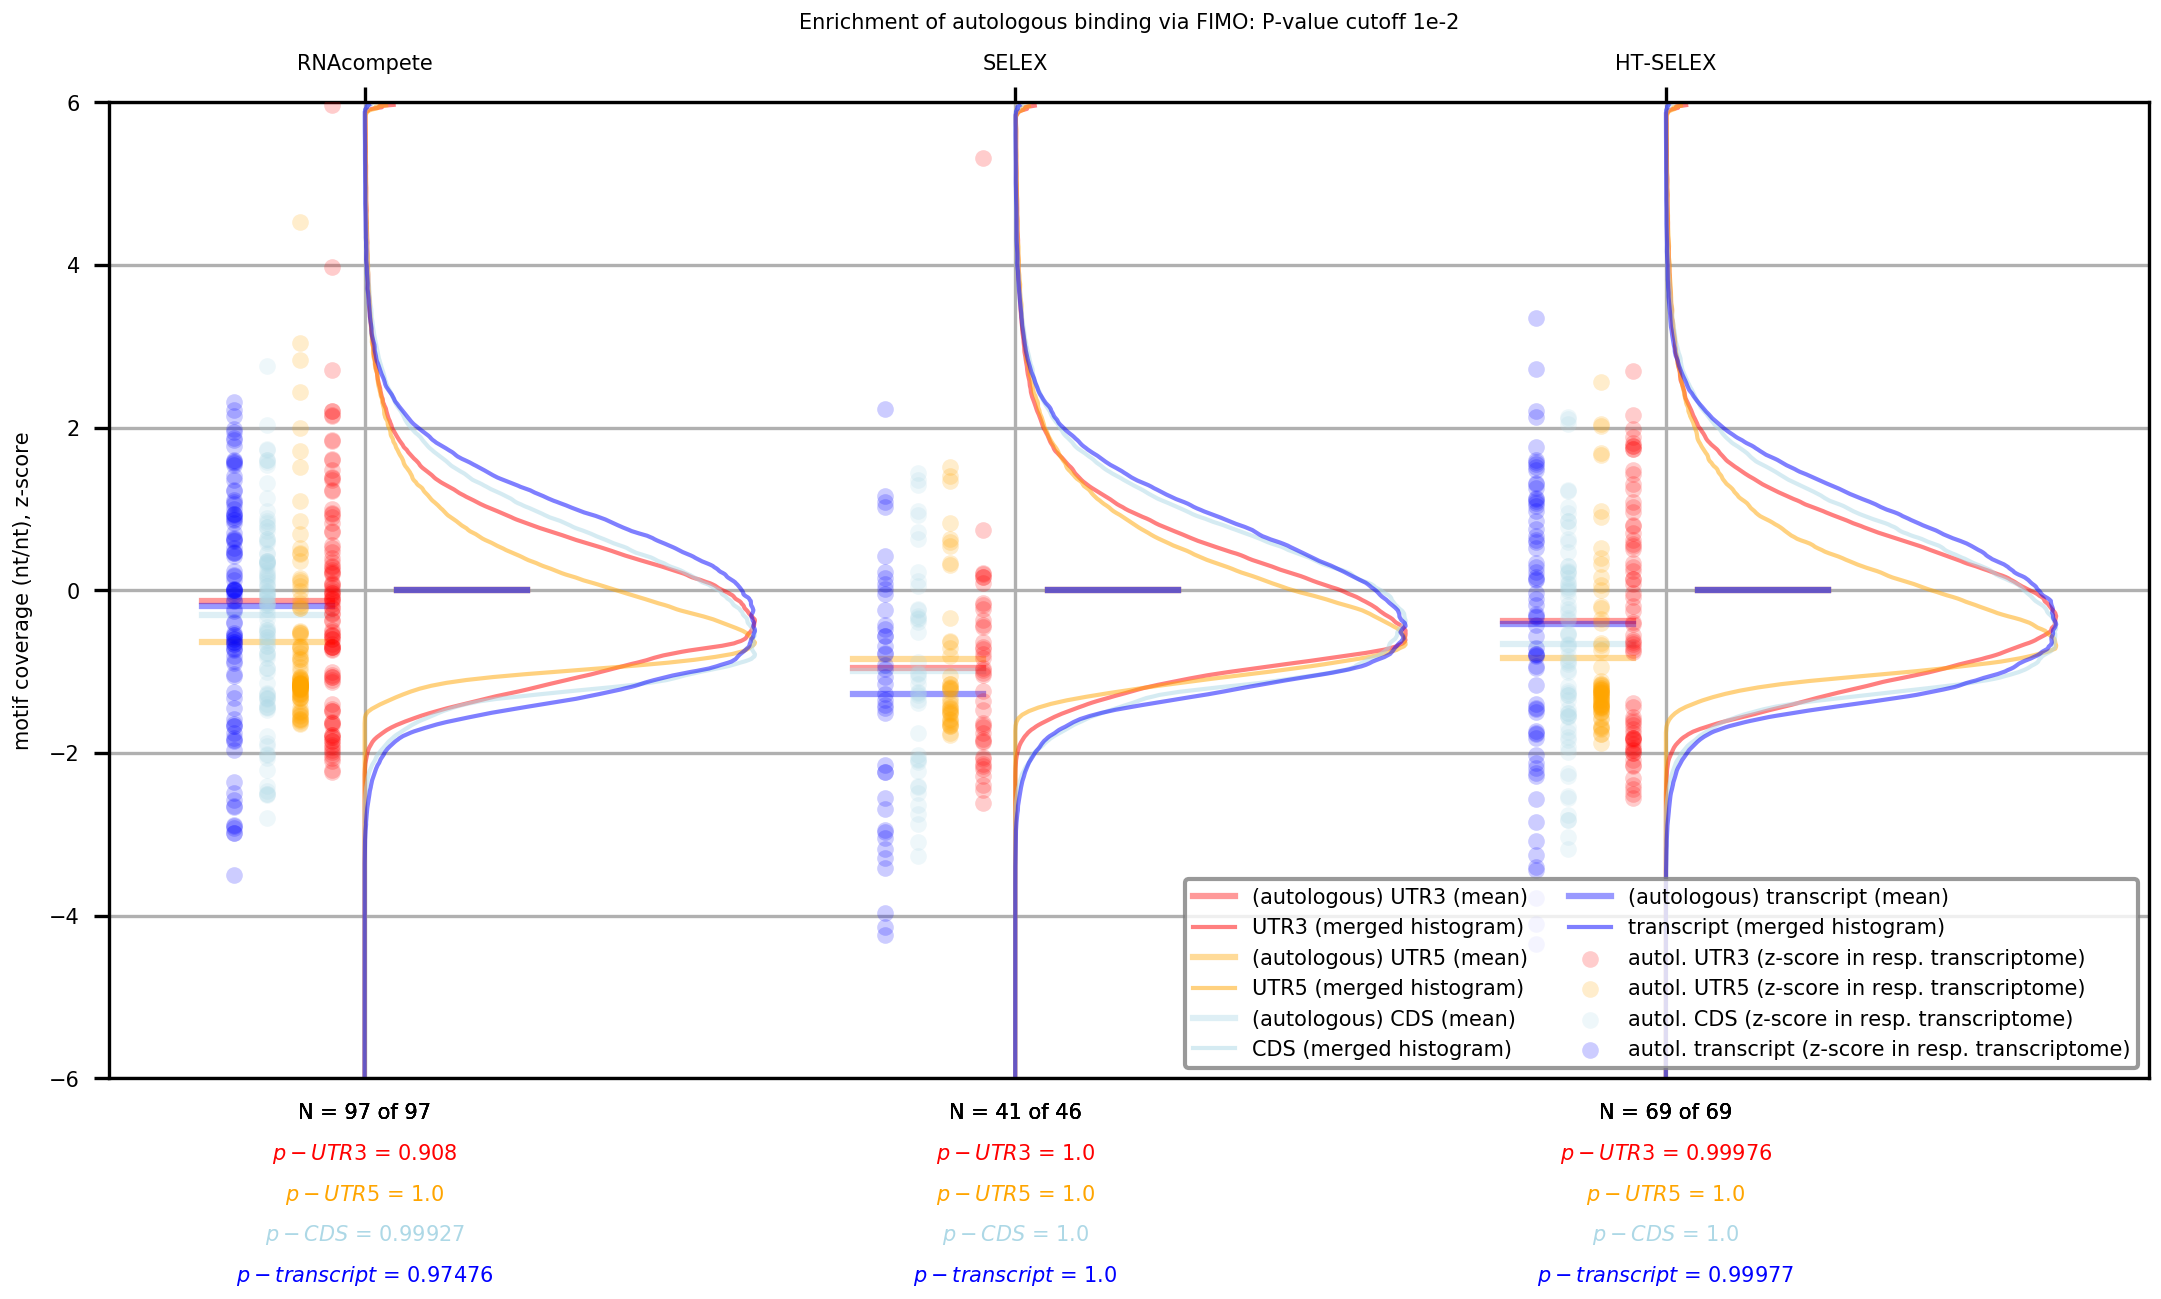 Enrichment of autologous binding via FIMO: P-value cutoff 1e-2
RNAcompete
SELEX
HT-SELEX
6
4
2
0
−2
−4
−6
motif coverage (nt/nt), z-score
(autologous) UTR3 (mean)
UTR3 (merged histogram)
(autologous) UTR5 (mean)
UTR5 (merged histogram)
(autologous) CDS (mean)
CDS (merged histogram)
(autologous) transcript (mean)
transcript (merged histogram)
autol. UTR3 (z-score in resp. transcriptome)
autol. UTR5 (z-score in resp. transcriptome)
autol. CDS (z-score in resp. transcriptome)
autol. transcript (z-score in resp. transcriptome)
N = 97 of 97
p − UTR3 = 0.908
p − UTR5 = 1.0
p − CDS = 0.99927
p − transcript = 0.97476
N = 41 of 46
p − UTR3 = 1.0
p − UTR5 = 1.0
p − CDS = 1.0
p − transcript = 1.0
N = 69 of 69
p − UTR3 = 0.99976
p − UTR5 = 1.0
p − CDS = 1.0
p − transcript = 0.99977